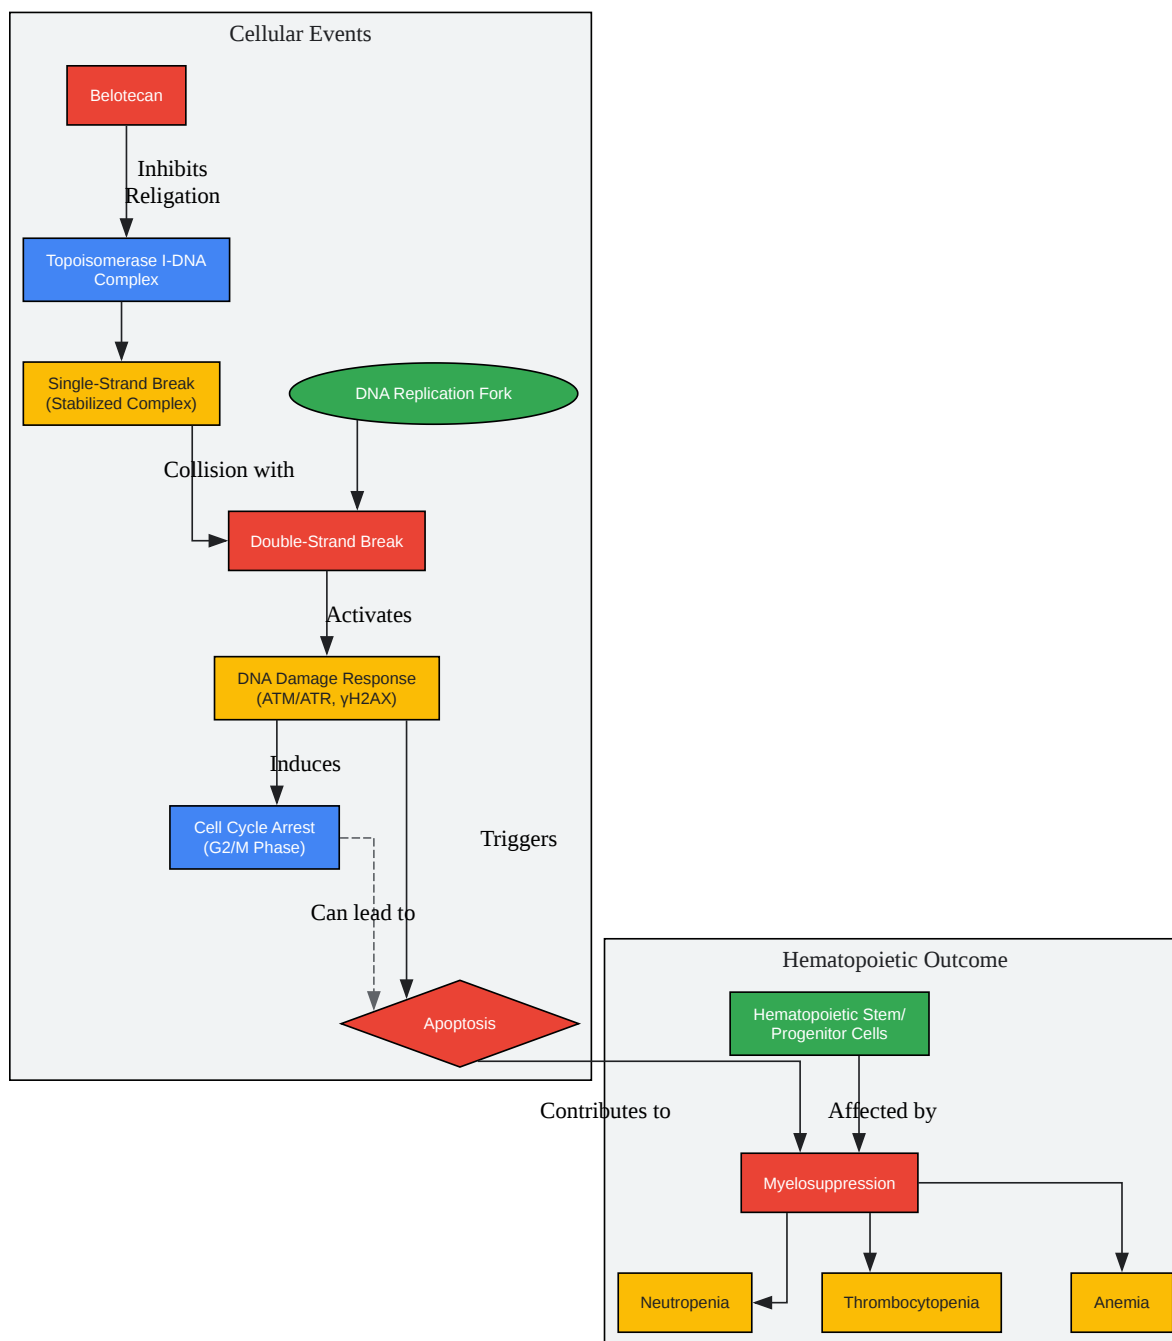 Cellular Events
Belotecan
Inhibits
Religation
Topoisomerase I-DNA
Complex
Single-Strand Break
(Stabilized Complex)
DNA Replication Fork
Collision with
Double-Strand Break
Activates
DNA Damage Response
(ATM/ATR, γH2AX)
Induces
Cell Cycle Arrest
(G2/M Phase)
Triggers
Can lead to
Apoptosis
Hematopoietic Outcome
Hematopoietic Stem/
Progenitor Cells
Contributes to
Affected by
Myelosuppression
Neutropenia
Thrombocytopenia
Anemia